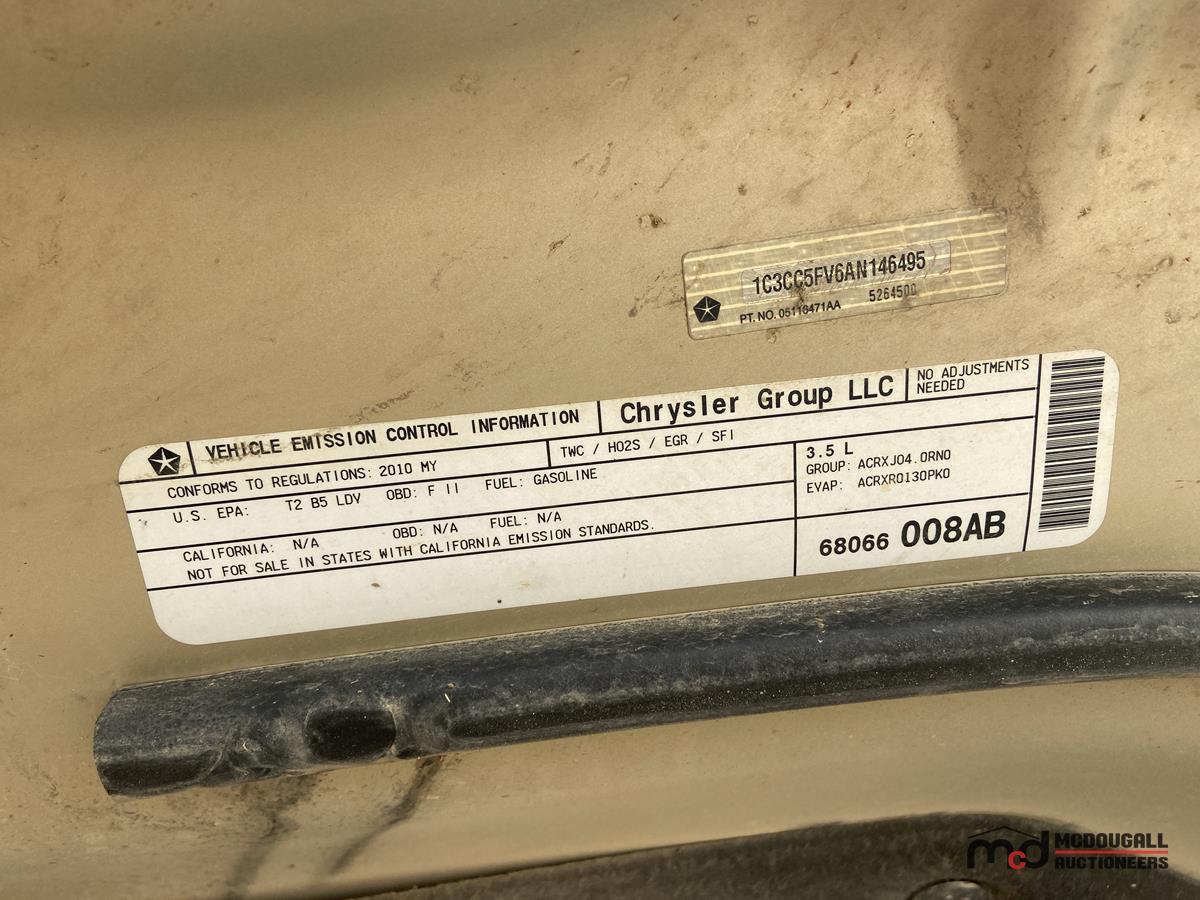 1C3CC5FV6AN146495
PT. NO. 05116471AA 5264500
VEHICLE EMISSION CONTROL INFORMATION
Chrysler Group LLC
NO ADJUSTMENTS
NEEDED
CONFORMS TO REGULATIONS: 2010 MY
TWC / HO2S / EGR / SFI
U.S. EPA: T2 B5 LDV OBD: F II FUEL: GASOLINE
CALIFORNIA: N/A OBD: N/A FUEL: N/A
NOT FOR SALE IN STATES WITH CALIFORNIA EMISSION STANDARDS.
3.5 L
GROUP: ACRXJ04.0RN0
EVAP: ACRXR0130PK0
68066 008AB
mcd MCDOUGALL
AUCTIONEERS